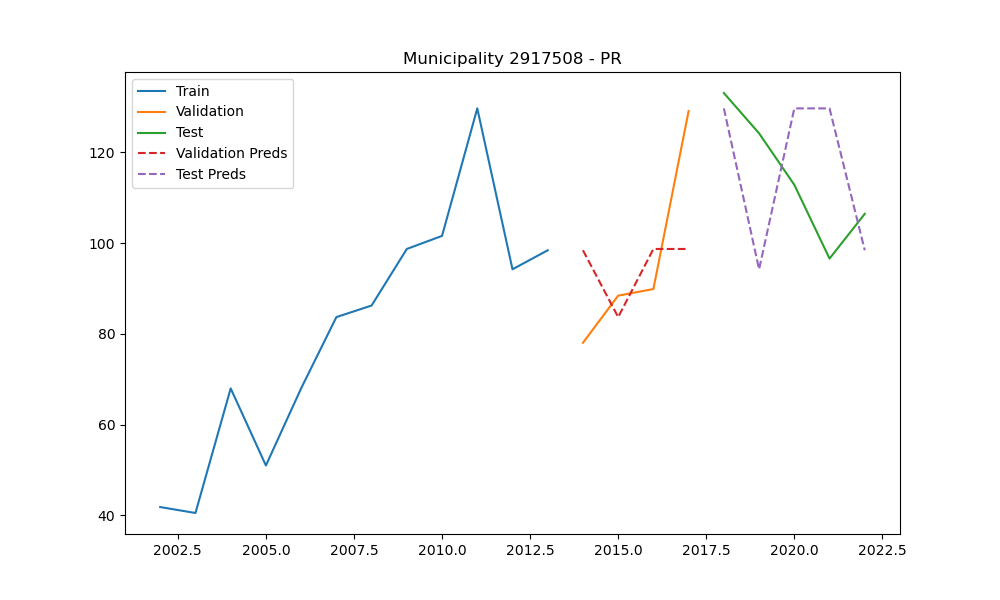 Municipality 2917508 - PR
Train
Validation
Test
Validation Preds
Test Preds
120
100
80
60
40
2002.5 2005.0 2007.5 2010.0 2012.5 2015.0 2017.5 2020.0 2022.5